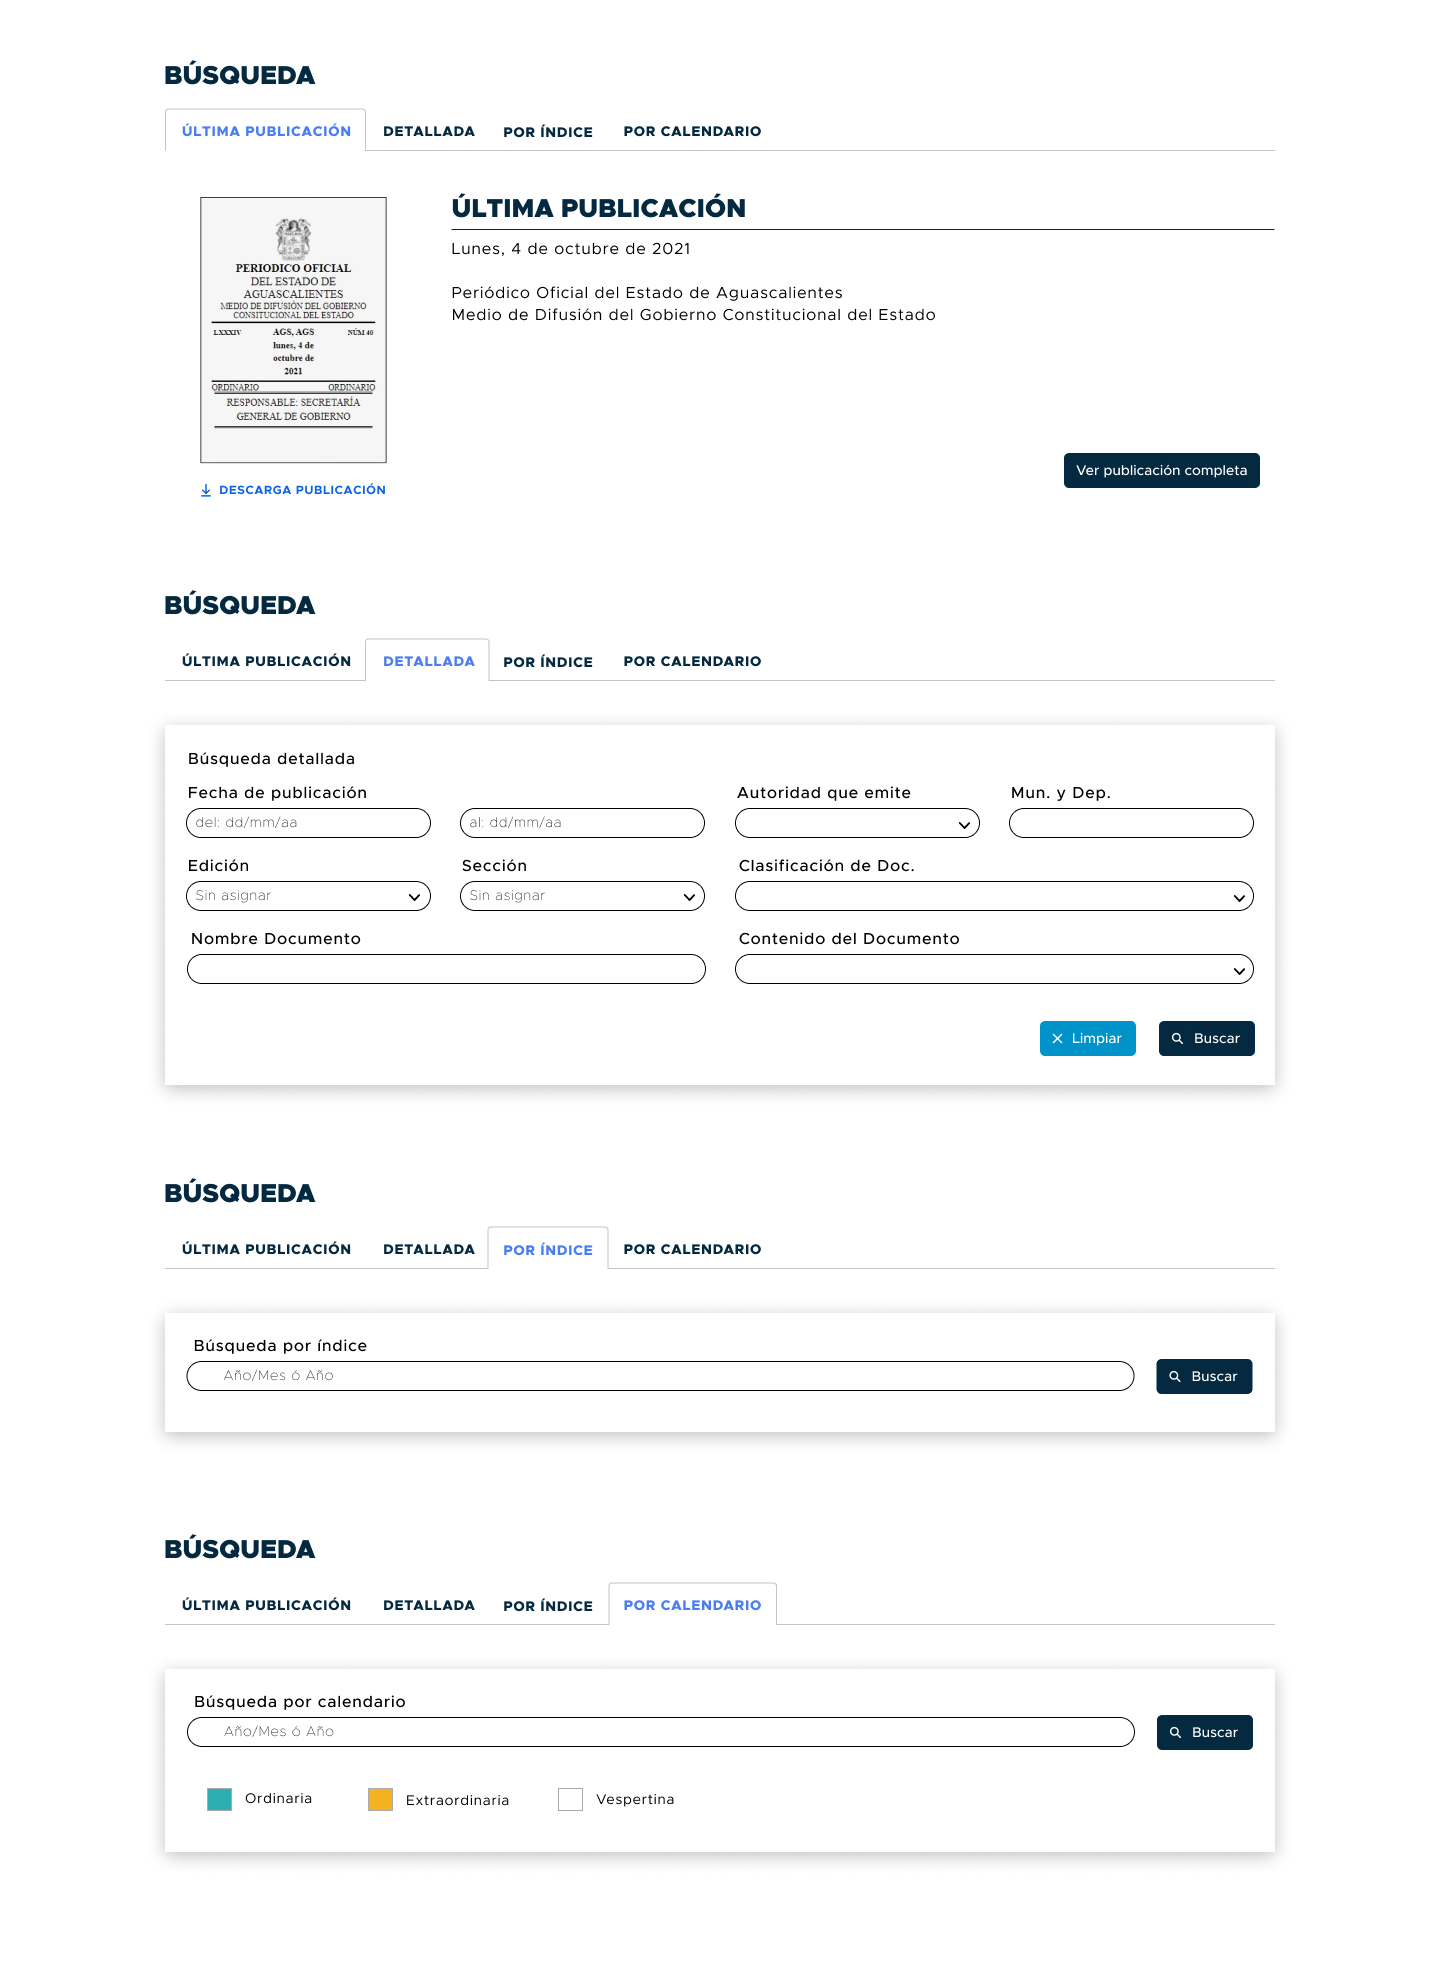 BÚSQUEDA
ÚLTIMA PUBLICACIÓN DETALLADA POR ÍNDICE POR CALENDARIO
PERIODICO OFICIAL
DEL ESTADO DE
AGUASCALIENTES
MEDIO DE DIFUSIÓN DEL GOBIERNO
CONSTITUCIONAL DEL ESTADO
LXXXIV AGS, AGS NÚM 40
lunes, 4 de
octubre de
2021
ORDINARIO ORDINARIO
RESPONSABLE: SECRETARÍA
GENERAL DE GOBIERNO
DESCARGA PUBLICACIÓN
ÚLTIMA PUBLICACIÓN
Lunes, 4 de octubre de 2021
Periódico Oficial del Estado de Aguascalientes
Medio de Difusión del Gobierno Constitucional del Estado
Ver publicación completa
BÚSQUEDA
ÚLTIMA PUBLICACIÓN DETALLADA POR ÍNDICE POR CALENDARIO
Búsqueda detallada
Fecha de publicación Autoridad que emite Mun. y Dep.
del: dd/mm/aa al: dd/mm/aa
Edición Sección Clasificación de Doc.
Sin asignar Sin asignar
Nombre Documento Contenido del Documento
Limpiar Buscar
BÚSQUEDA
ÚLTIMA PUBLICACIÓN DETALLADA POR ÍNDICE POR CALENDARIO
Búsqueda por índice
Año/Mes ó Año Buscar
BÚSQUEDA
ÚLTIMA PUBLICACIÓN DETALLADA POR ÍNDICE POR CALENDARIO
Búsqueda por calendario
Año/Mes ó Año Buscar
Ordinaria Extraordinaria Vespertina